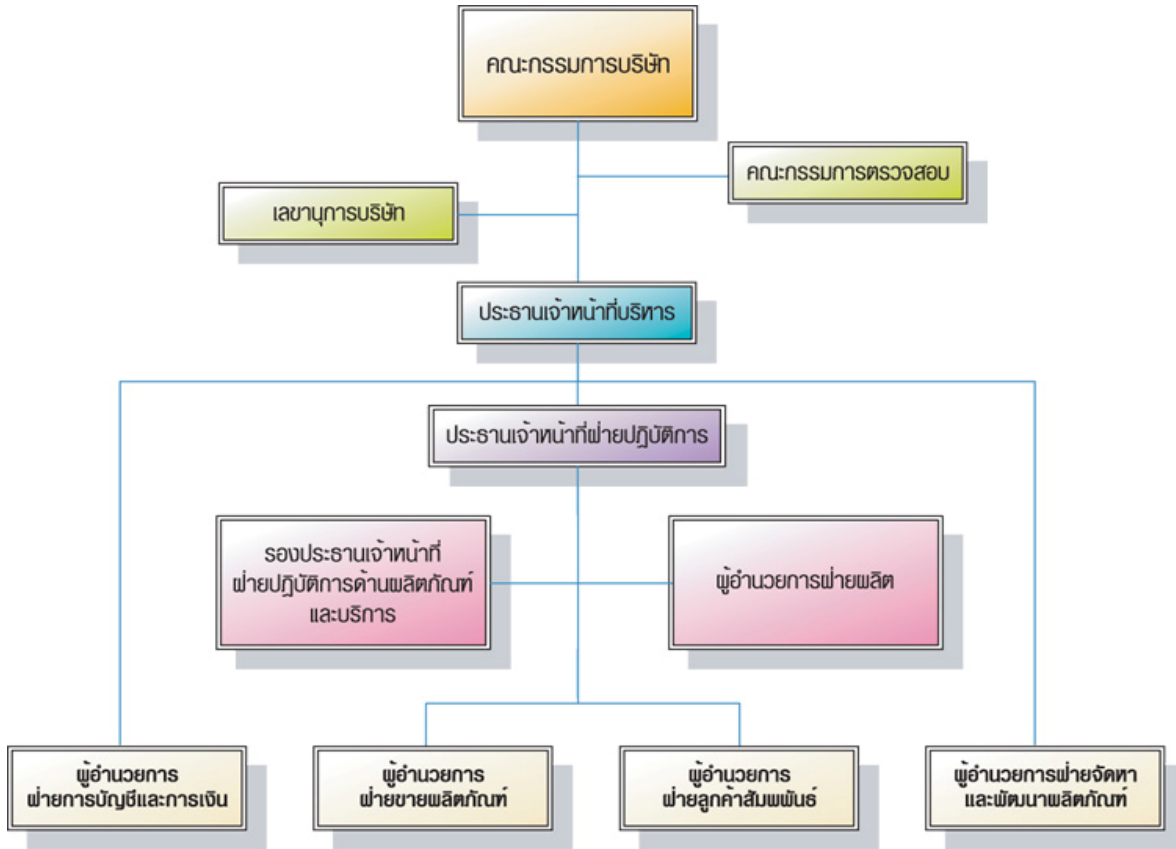 คณะกรรมการบริษัท
คณะกรรมการตรวจสอบ
เลขานุการบริษัท
ประธานเจ้าหน้าที่บริหาร
ประธานเจ้าหน้าที่ฝ่ายปฏิบัติการ
รองประธานเจ้าหน้าที่
ฝ่ายปฏิบัติการด้านผลิตภัณฑ์
และบริการ
ผู้อำนวยการฝ่ายผลิต
ผู้อำนวยการ
ฝ่ายการบัญชีและการเงิน
ผู้อำนวยการ
ฝ่ายขายผลิตภัณฑ์
ผู้อำนวยการ
ฝ่ายลูกค้าสัมพพันธ์
ผู้อำนวยการฝ่ายจัดหา
และพัฒนาผลิตภัณฑ์